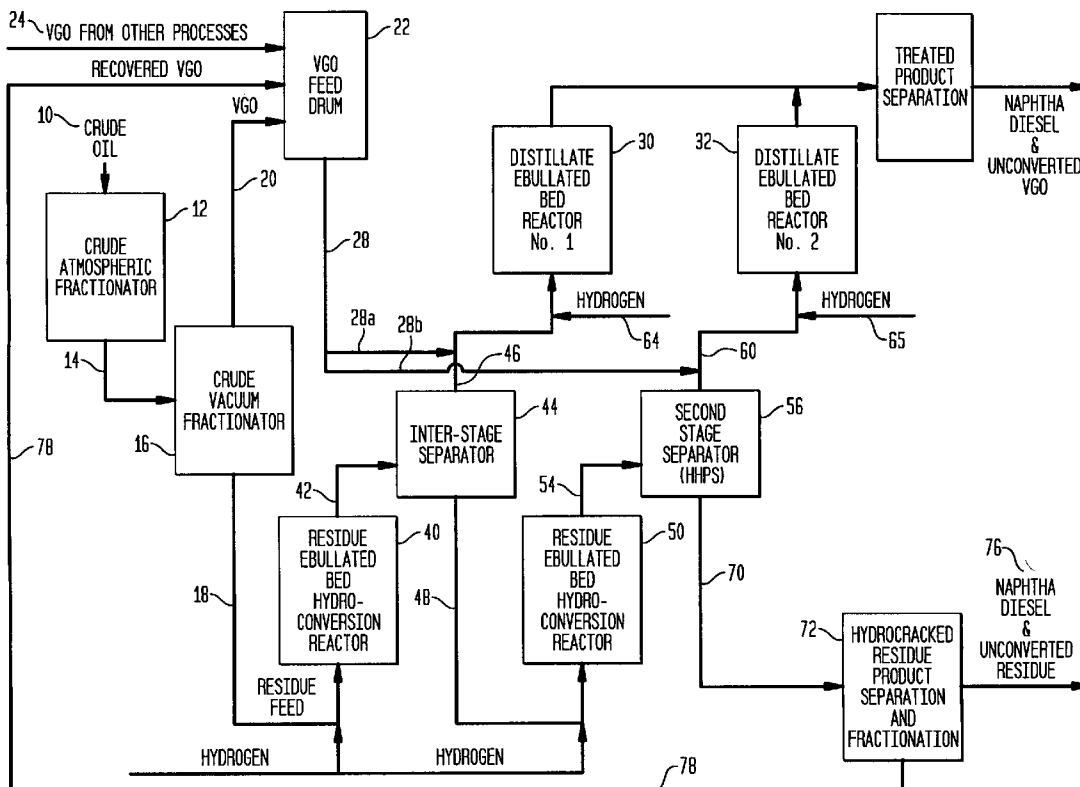 24
VGO FROM OTHER PROCESSES
RECOVERED VGO
VGO
10
CRUDE
OIL
VGO
FEED
DRUM
22
20
12
CRUDE
ATMOSPHERIC
FRACTIONATOR
14
CRUDE
VACUUM
FRACTIONATOR
16
28
28a
28b
DISTILLATE
EBULLATED
BED
REACTOR
No. 1
30
32
DISTILLATE
EBULLATED
BED
REACTOR
No. 2
TREATED
PRODUCT
SEPARATION
NAPHTHA
DIESEL
&
UNCONVERTED
VGO
HYDROGEN
64
HYDROGEN
65
46
60
INTER-STAGE
SEPARATOR
44
SECOND
STAGE
SEPARATOR
(HHPS)
56
78
42
54
18
RESIDUE
EBULLATED
BED
HYDRO-
CONVERSION
REACTOR
40
48
RESIDUE
EBULLATED
BED
HYDRO-
CONVERSION
REACTOR
50
70
RESIDUE
FEED
HYDROGEN
HYDROGEN
72
HYDROCRACKED
RESIDUE
PRODUCT
SEPARATION
AND
FRACTIONATION
76
NAPHTHA
DIESEL
&
UNCONVERTED
RESIDUE
78